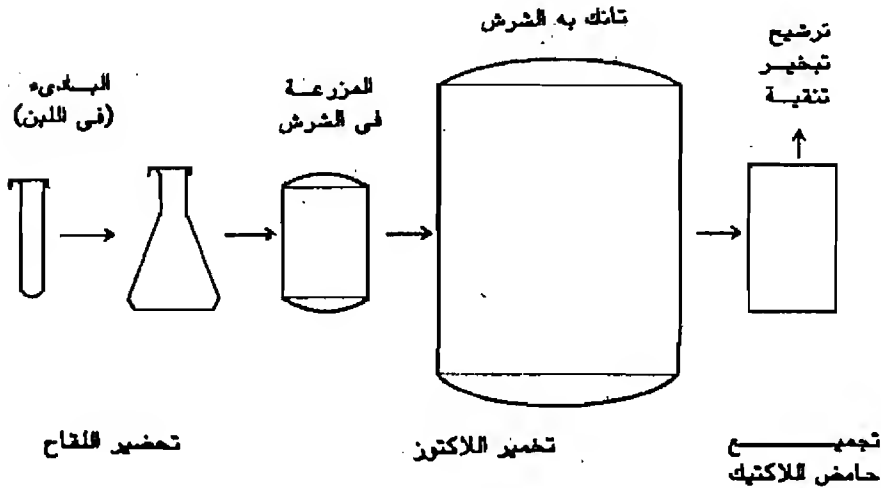 تانك به الشرش
ترشيح
تبخير
تنقية
البادىء
(فى اللبن)
المزرعة
فى الشرش
تحضير اللقاح
تخمير اللاكتوز
تجميع
حامض اللاكتيك